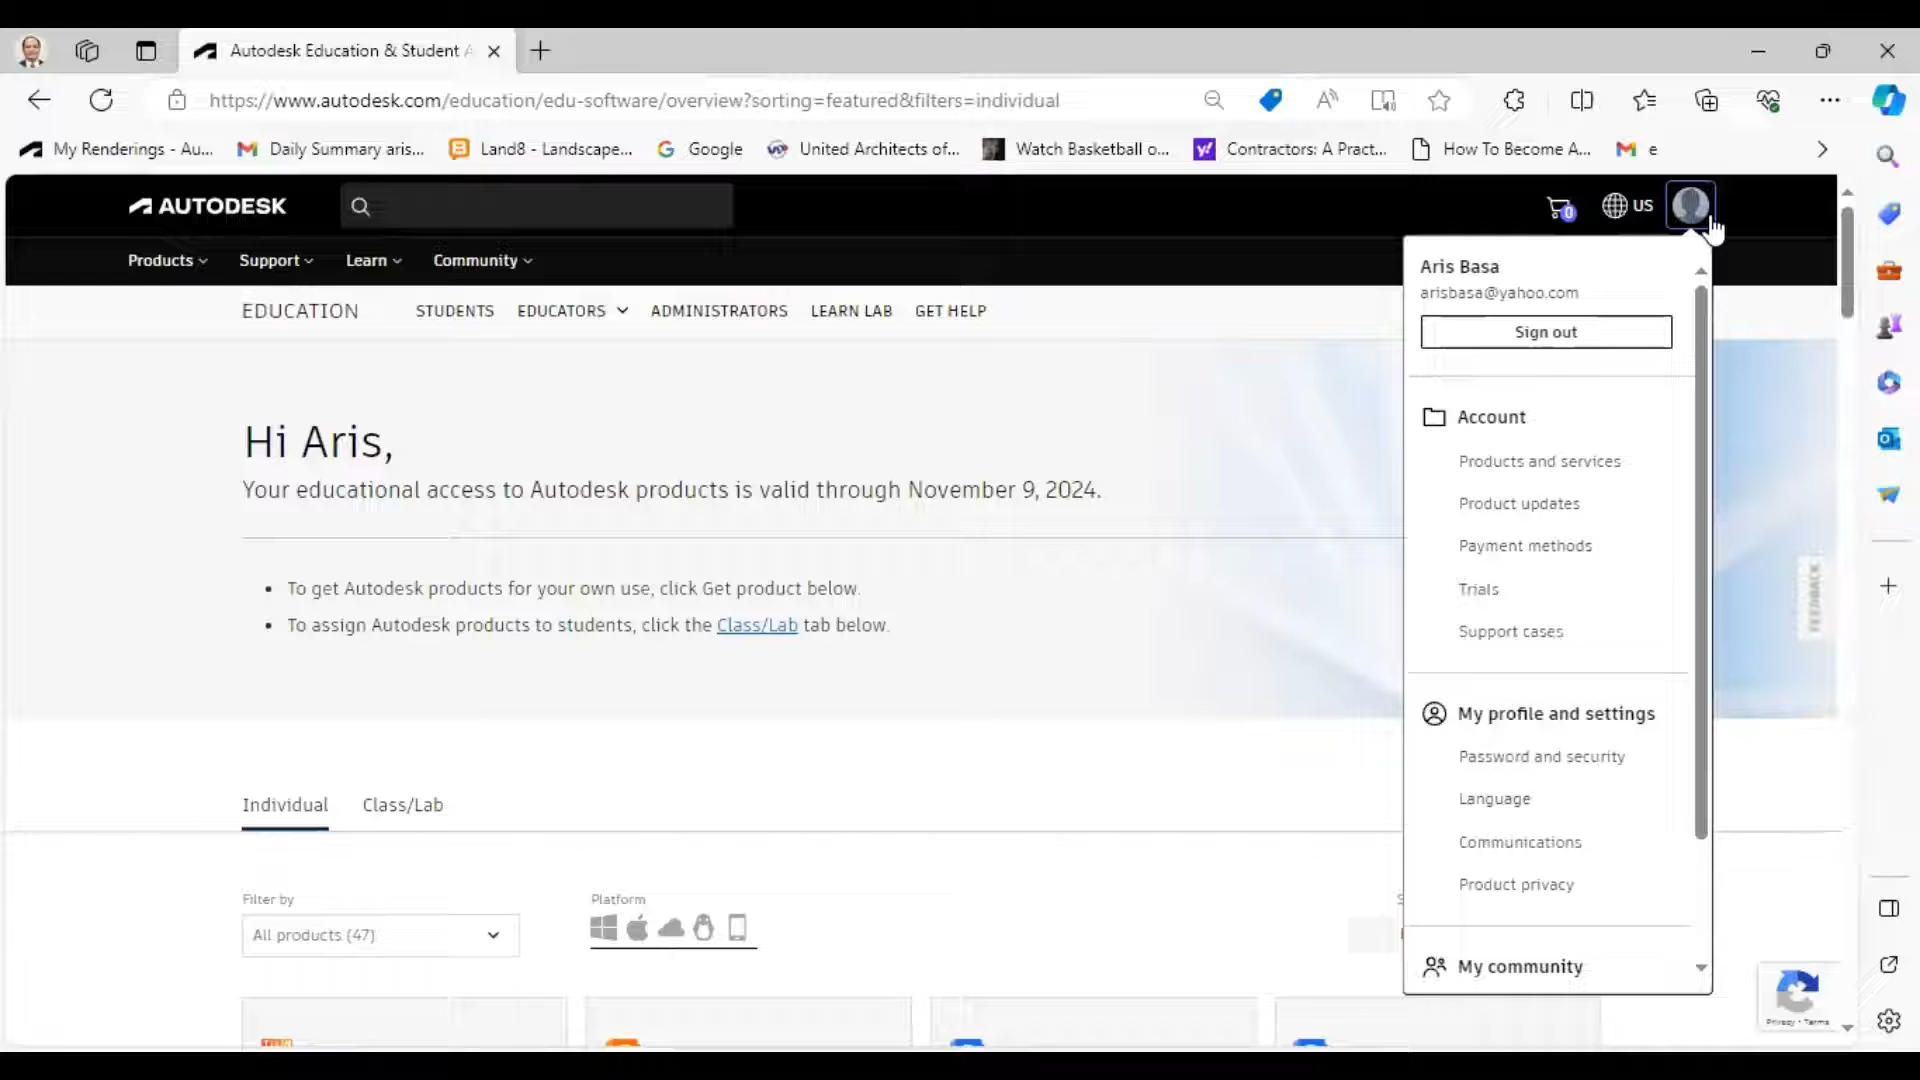 Autodesk Education & Student A
https://www.autodesk.com/education/edu-software/overview?sorting=featured&filters=individual
My Renderings - Au...
Daily Summary aris...
Land8 - Landscape...
Google
United Architects of...
Watch Basketball o...
Contractors: A Pract...
How To Become A...
e
AUTODESK
0
US
Products
Support
Learn
Community
EDUCATION
STUDENTS
EDUCATORS
ADMINISTRATORS
LEARN LAB
GET HELP
Aris Basa
arisbasa@yahoo.com
Sign out
Account
Products and services
Product updates
Payment methods
Trials
Support cases
My profile and settings
Password and security
Language
Communications
Product privacy
My community
Hi Aris,
Your educational access to Autodesk products is valid through November 9, 2024.
• To get Autodesk products for your own use, click Get product below.
• To assign Autodesk products to students, click the Class/Lab tab below.
FEEDBACK
Individual
Class/Lab
Filter by
All products (47)
Platform
Privacy - Terms